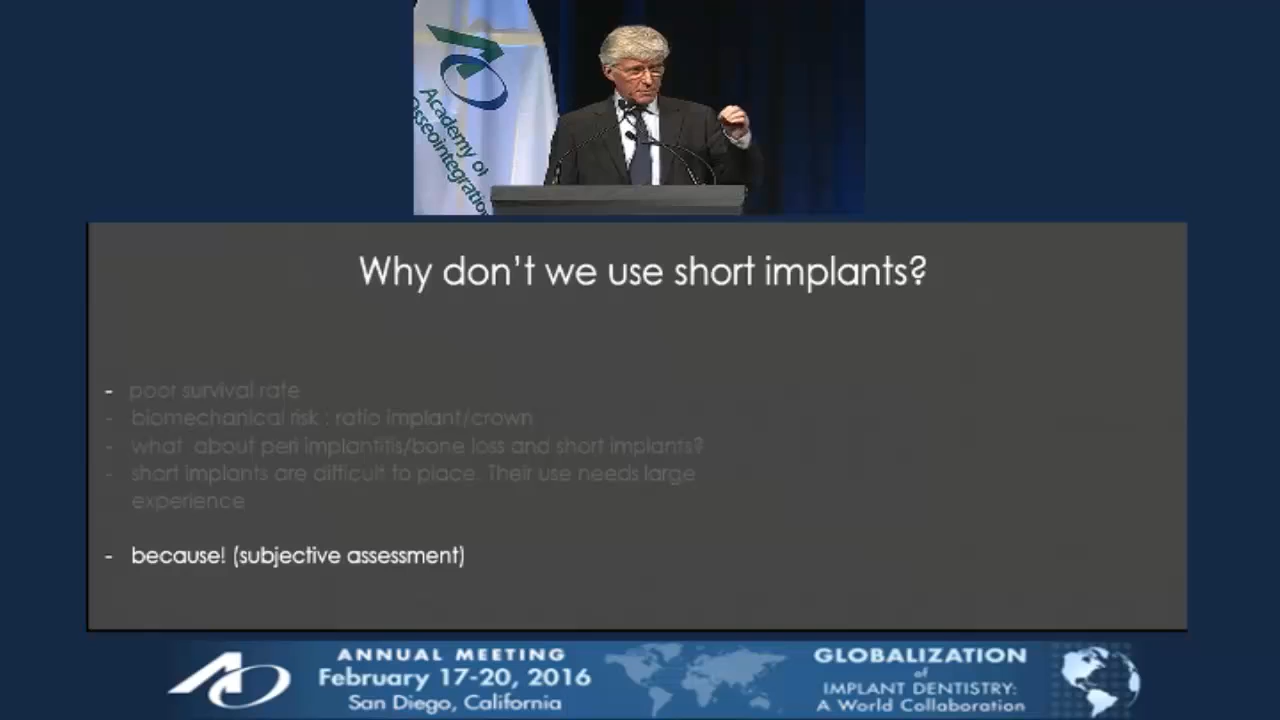 Academy of
Osseointegration
Why don't we use short implants?
- poor survival rate
- biomechanical risk : ratio implant/crown
- what about peri implantitis/bone loss and short implants?
- short implants are difficult to place. Their use needs large
experience
- because! (subjective assessment)
AO
ANNUAL MEETING
February 17-20, 2016
San Diego, California
GLOBALIZATION
of
IMPLANT DENTISTRY:
A World Collaboration